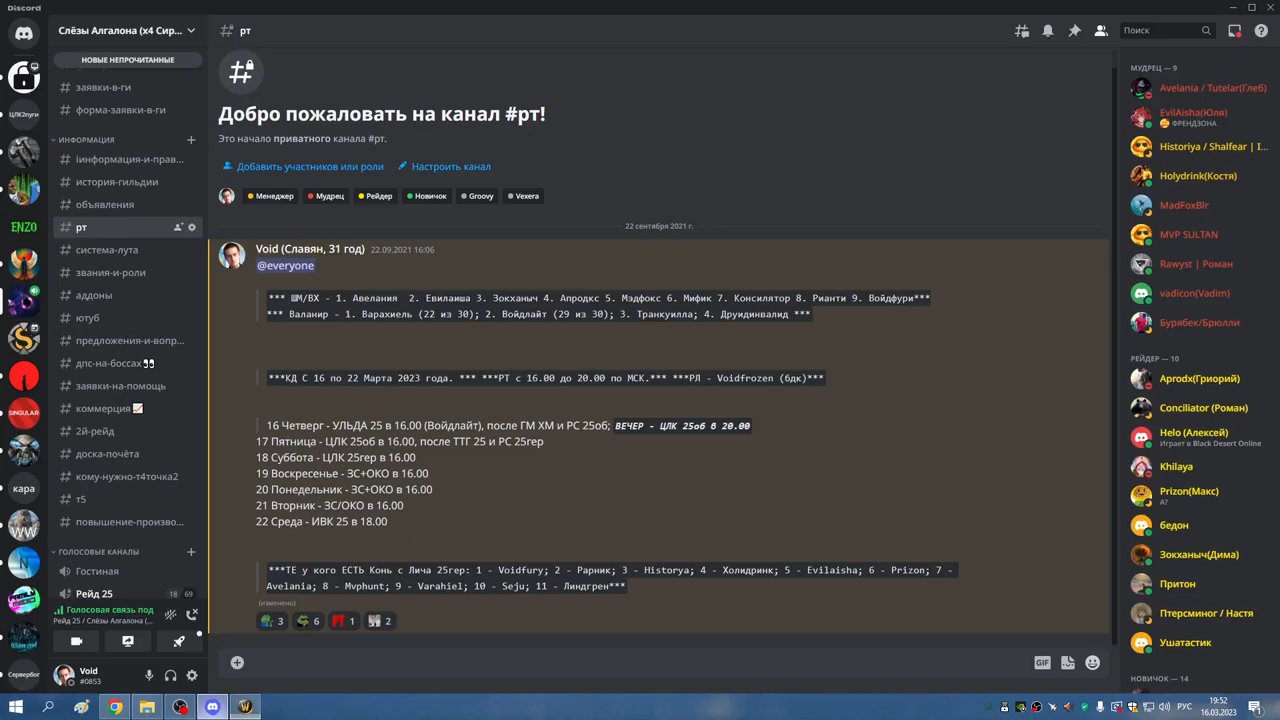 Discord
Слёзы Алгалона (x4 Сир...
рт
Поиск
НОВЫЕ НЕПРОЧИТАННЫЕ
заявки-в-ги
форма-заявки-в-ги
ИНФОРМАЦИЯ
информация-и-прав...
история-гильдии
объявления
рт
система-лута
звания-и-роли
аддоны
ютуб
предложения-и-вопр...
дпс-на-боссах👀
заявки-на-помощь
коммерция📈
2й-рейд
доска-почёта
кому-нужно-т4точка2
т5
повышение-произво...
ГОЛОСОВЫЕ КАНАЛЫ
Гостиная
Рейд 25 18 69
Голосовая связь под
Рейд 25 / Слёзы Алгалона (...
Void
#0853
ЦЛК2пуги
ENZO
SINGULAR
кара
WW
Сервербог
Добро пожаловать на канал #рт!
Это начало приватного канала #рт.
Добавить участников или роли
Настроить канал
Менеджер Мудрец Рейдер Новичок Groovy Vexera
22 сентября 2021 г.
Void (Славян, 31 год) 22.09.2021 16:06
@everyone
*** ШМ/ВХ - 1. Авелания 2. Евилаиша 3. Зокханыч 4. Апродкс 5. Мэдфокс 6. Мифик 7. Консилятор 8. Рианти 9. Войдфури***
*** Валанир - 1. Варахиель (22 из 30); 2. Войдлайт (29 из 30); 3. Транкуилла; 4. Друидинвалид ***
***КД С 16 по 22 Марта 2023 года. *** ***РТ с 16.00 до 20.00 по МСК.*** ***РЛ - Voidfrozen (бдк)***
16 Четверг - УЛЬДА 25 в 16.00 (Войдлайт), после ГМ ХМ и РС 25об; ВЕЧЕР - ЦЛК 25об в 20.00
17 Пятница - ЦЛК 25об в 16.00, после ТТГ 25 и РС 25гер
18 Суббота - ЦЛК 25гер в 16.00
19 Воскресенье - ЗС+ОКО в 16.00
20 Понедельник - ЗС+ОКО в 16.00
21 Вторник - ЗС/ОКО в 16.00
22 Среда - ИВК 25 в 18.00
***ТЕ у кого ЕСТЬ Конь с Лича 25гер: 1 - Voidfury; 2 - Рарник; 3 - Historya; 4 - Холидринк; 5 - Evilaisha; 6 - Prizon; 7 -
Avelania; 8 - Mvphunt; 9 - Varahiel; 10 - Seju; 11 - Линдгрен***
(изменено)
3 6 1 2
GIF
МУДРЕЦ — 9
Avelania / Tutelar(Глеб)
EvilAisha(Юля)
ФРЕНДЗОНА
Historiya / Shalfear | I...
Holydrink(Костя)
MadFoxBlr
MVP SULTAN
Rawyst | Роман
vadicon(Vadim)
Бурябек/Брюлли
РЕЙДЕР — 10
Aprodx(Гриорий)
Conciliator (Роман)
Helo (Алексей)
Играет в Black Desert Online
Khilaya
Prizon(Макс)
А?
бедон
Зокханыч(Дима)
Притон
Птерсминог / Настя
Ушатастик
НОВИЧОК — 14
РУС
19:52
16.03.2023
1